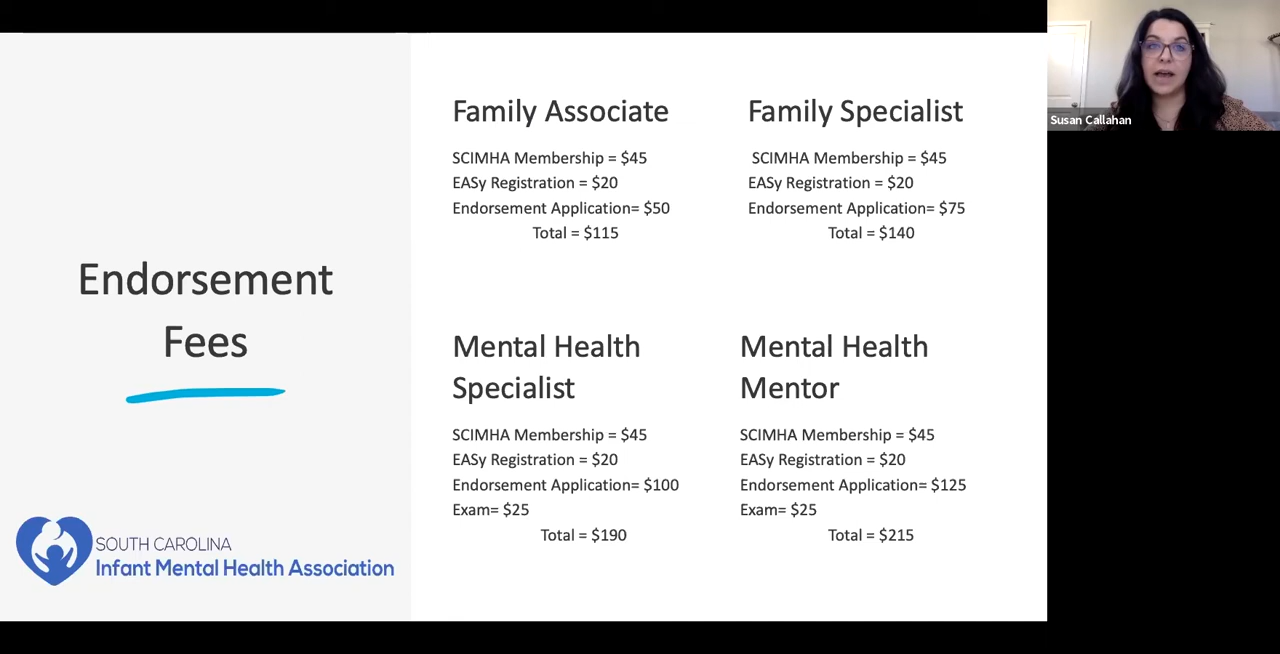 Endorsement
Fees
SOUTH CAROLINA
Infant Mental Health Association
Family Associate
SCIMHA Membership = $45
EASy Registration = $20
Endorsement Application= $50
Total = $115
Family Specialist
SCIMHA Membership = $45
EASy Registration = $20
Endorsement Application= $75
Total = $140
Mental Health
Specialist
SCIMHA Membership = $45
EASy Registration = $20
Endorsement Application= $100
Exam= $25
Total = $190
Mental Health
Mentor
SCIMHA Membership = $45
EASy Registration = $20
Endorsement Application= $125
Exam= $25
Total = $215
Susan Callahan